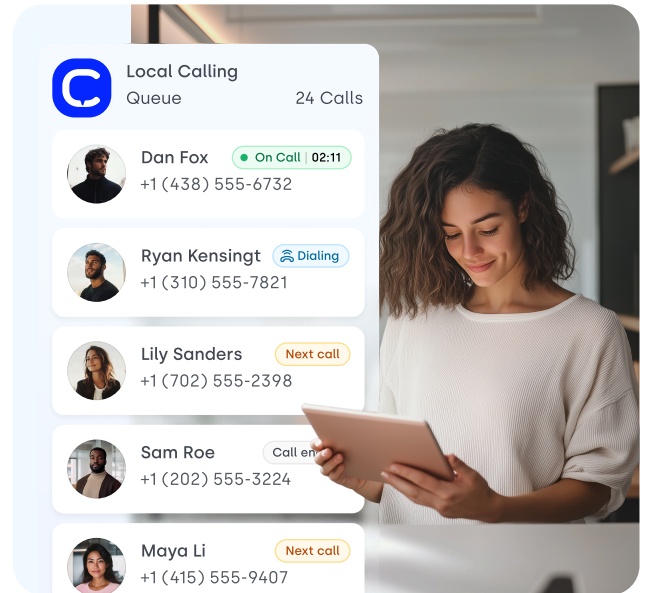 Local Calling
Queue 24 Calls
Dan Fox On Call | 02:11
+1 (438) 555-6732
Ryan Kensingt Dialing
+1 (310) 555-7821
Lily Sanders Next call
+1 (702) 555-2398
Sam Roe Call en
+1 (202) 555-3224
Maya Li Next call
+1 (415) 555-9407